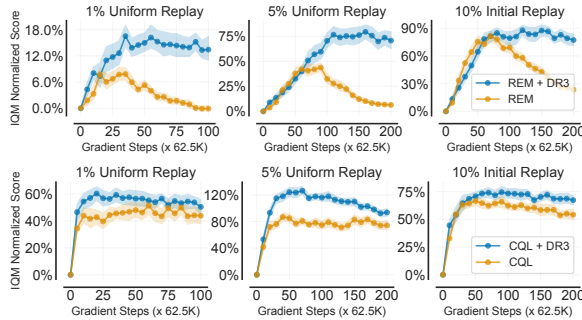 1% Uniform Replay 5% Uniform Replay 10% Initial Replay
IQM Normalized Score
18.0%
12.0%
6.0%
0.0%
0 25 50 75 100
Gradient Steps (x 62.5K)
75%
50%
25%
0%
0 50 100 150 200
Gradient Steps (x 62.5K)
90%
60%
30%
0%
REM + DR3
REM
0 50 100 150 200
Gradient Steps (x 62.5K)
1% Uniform Replay 5% Uniform Replay 10% Initial Replay
IQM Normalized Score
60%
40%
20%
0%
0 25 50 75 100
Gradient Steps (x 62.5K)
120%
80%
40%
0%
0 50 100 150 200
Gradient Steps (x 62.5K)
75%
50%
25%
0%
CQL + DR3
CQL
0 50 100 150 200
Gradient Steps (x 62.5K)